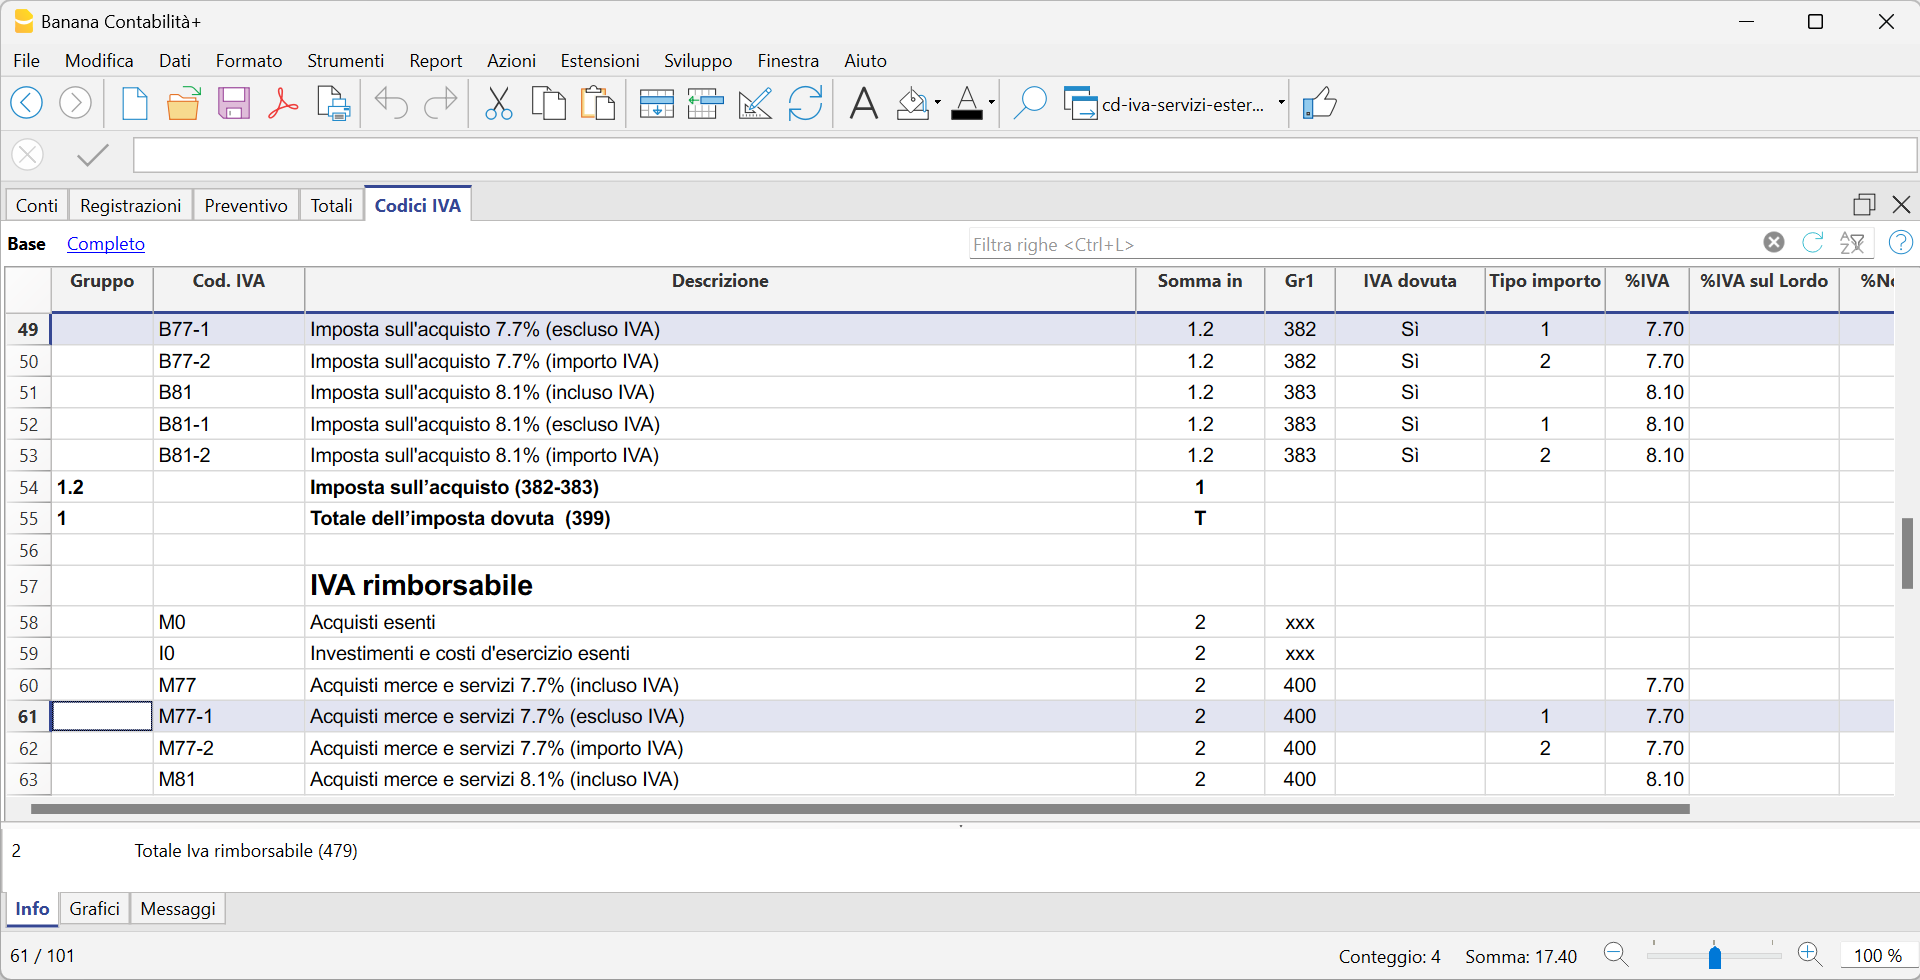 Banana Contabilità+
File Modifica Dati Formato Strumenti Report Azioni Estensioni Sviluppo Finestra Aiuto
cd-iva-servizi-ester...
Conti Registrazioni Preventivo Totali Codici IVA
Base Completo Filtra righe <Ctrl+L>
Gruppo Cod. IVA Descrizione Somma in Gr1 IVA dovuta Tipo importo %IVA %IVA sul Lordo %Ne
49 B77-1 Imposta sull'acquisto 7.7% (escluso IVA) 1.2 382 Sì 1 7.70
50 B77-2 Imposta sull'acquisto 7.7% (importo IVA) 1.2 382 Sì 2 7.70
51 B81 Imposta sull'acquisto 8.1% (incluso IVA) 1.2 383 Sì 8.10
52 B81-1 Imposta sull'acquisto 8.1% (escluso IVA) 1.2 383 Sì 1 8.10
53 B81-2 Imposta sull'acquisto 8.1% (importo IVA) 1.2 383 Sì 2 8.10
54 1.2 Imposta sull’acquisto (382-383) 1
55 1 Totale dell’imposta dovuta (399) T
56
57 IVA rimborsabile
58 M0 Acquisti esenti 2 xxx
59 I0 Investimenti e costi d'esercizio esenti 2 xxx
60 M77 Acquisti merce e servizi 7.7% (incluso IVA) 2 400 7.70
61 M77-1 Acquisti merce e servizi 7.7% (escluso IVA) 2 400 1 7.70
62 M77-2 Acquisti merce e servizi 7.7% (importo IVA) 2 400 2 7.70
63 M81 Acquisti merce e servizi 8.1% (incluso IVA) 2 400 8.10
2 Totale Iva rimborsabile (479)
Info Grafici Messaggi
61 / 101 Conteggio: 4 Somma: 17.40 100 %